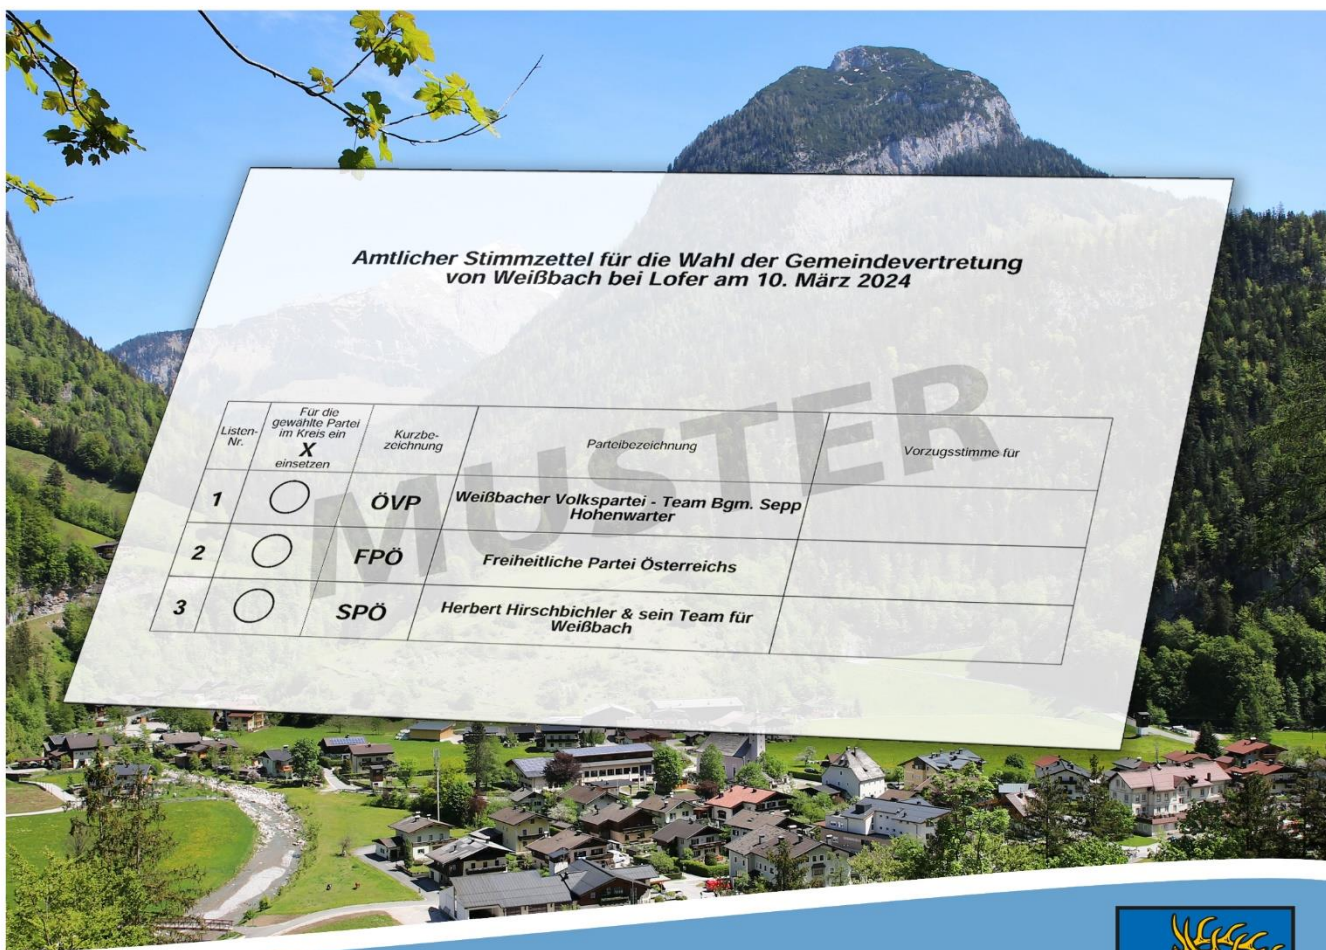 Amtlicher Stimmzettel für die Wahl der Gemeindevertretung
von Weißbach bei Lofer am 10. März 2024
MUSTER
Listen-
Nr.
Für die
gewählte Partei
im Kreis ein
X
einsetzen
Kurzbe-
zeichnung
Parteibezeichnung
Vorzugsstimme für
1
ÖVP
Weißbacher Volkspartei - Team Bgm. Sepp
Hohenwarter
2
FPÖ
Freiheitliche Partei Österreichs
3
SPÖ
Herbert Hirschbichler & sein Team für
Weißbach